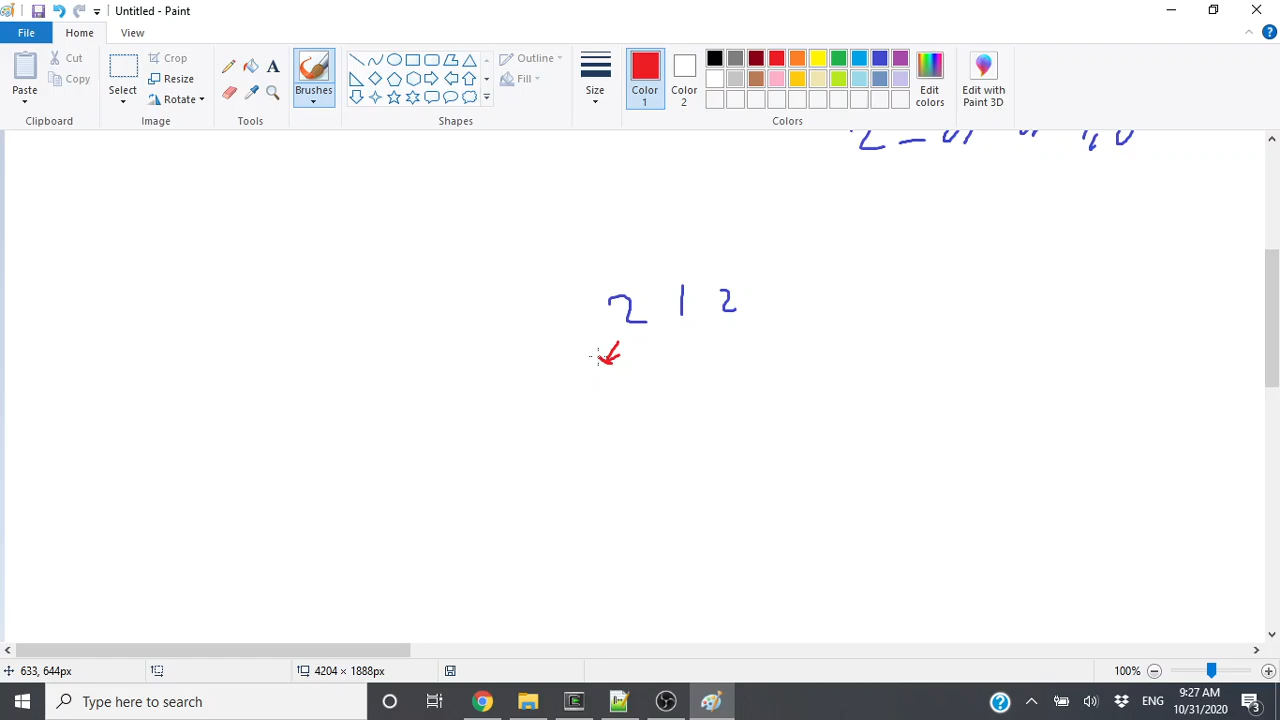 Untitled - Paint
File Home View
Paste
Cut
Copy
Clipboard
Select
Crop
Resize
Rotate
Image
A
Tools
Brushes
Outline
Fill
Shapes
Size
Color 1
Color 2
Edit colors
Edit with Paint 3D
Colors
2 1 2
633, 644px
4204 × 1888px
100%
Type here to search
ENG
9:27 AM
10/31/2020
3